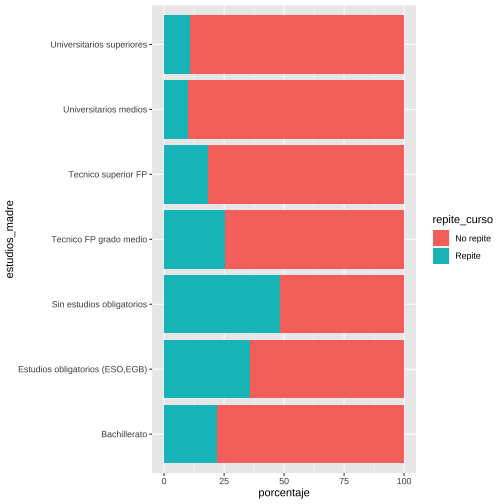 Universitarios superiores
Universitarios medios
Tecnico superior FP
Tecnico FP grado medio
Sin estudios obligatorios
Estudios obligatorios (ESO,EGB)
Bachillerato
estudios_madre
0 25 50 75 100
porcentaje
repite_curso
No repite
Repite